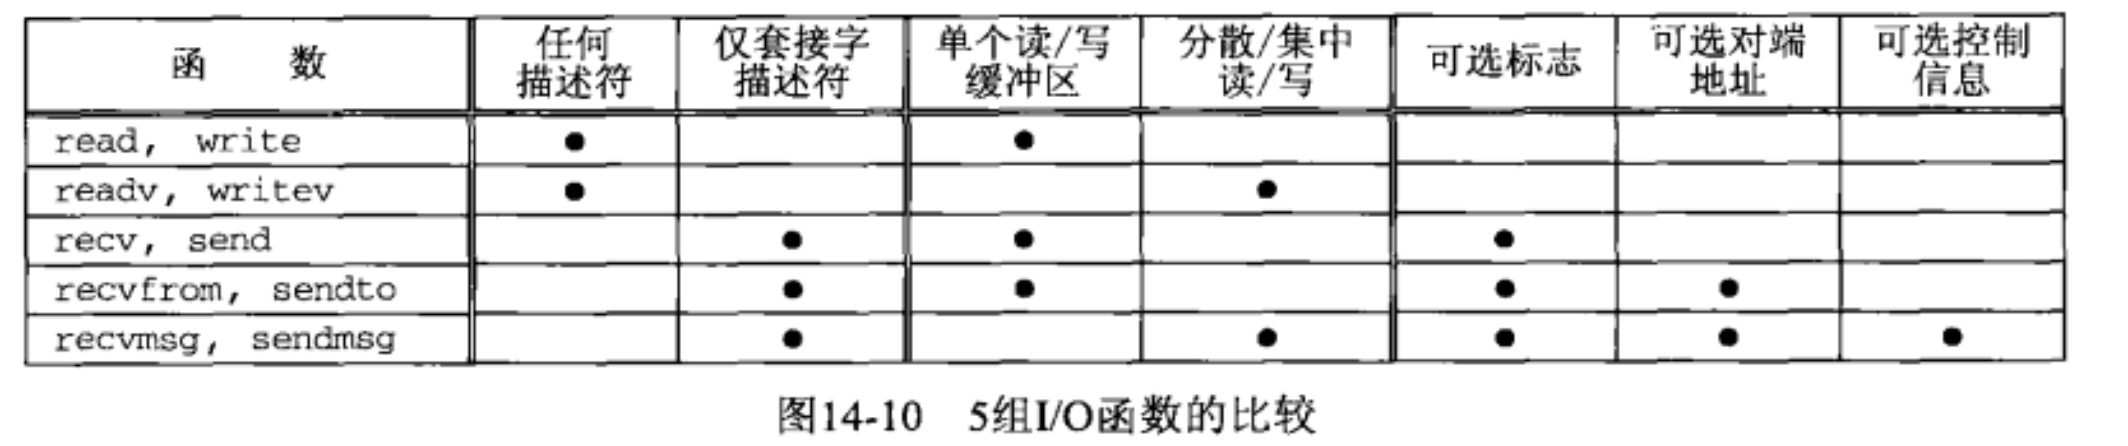 函 数 任何描述符 仅套接字描述符 单个读/写缓冲区 分散/集中读/写 可选标志 可选对端地址 可选控制信息
read, write ● ●
readv, writev ● ●
recv, send ● ● ●
recvfrom, sendto ● ● ● ●
recvmsg, sendmsg ● ● ● ● ●
图14-10 5组I/O函数的比较